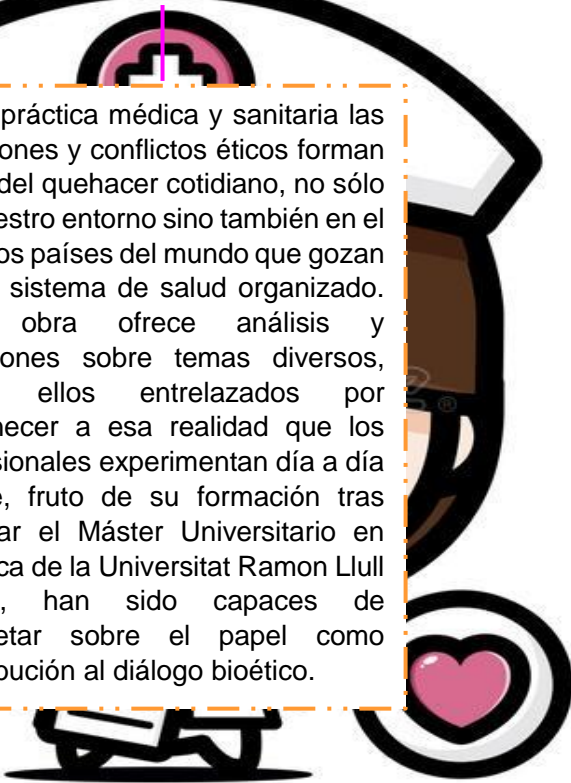 práctica médica y sanitaria las
ones y conflictos éticos forman
del quehacer cotidiano, no sólo
estro entorno sino también en el
os países del mundo que gozan
sistema de salud organizado.
obra ofrece análisis y
ones sobre temas diversos,
ellos entrelazados por
necer a esa realidad que los
sionales experimentan día a día
, fruto de su formación tras
ar el Máster Universitario en
ca de la Universitat Ramon Llull
, han sido capaces de
etar sobre el papel como
bución al diálogo bioético.